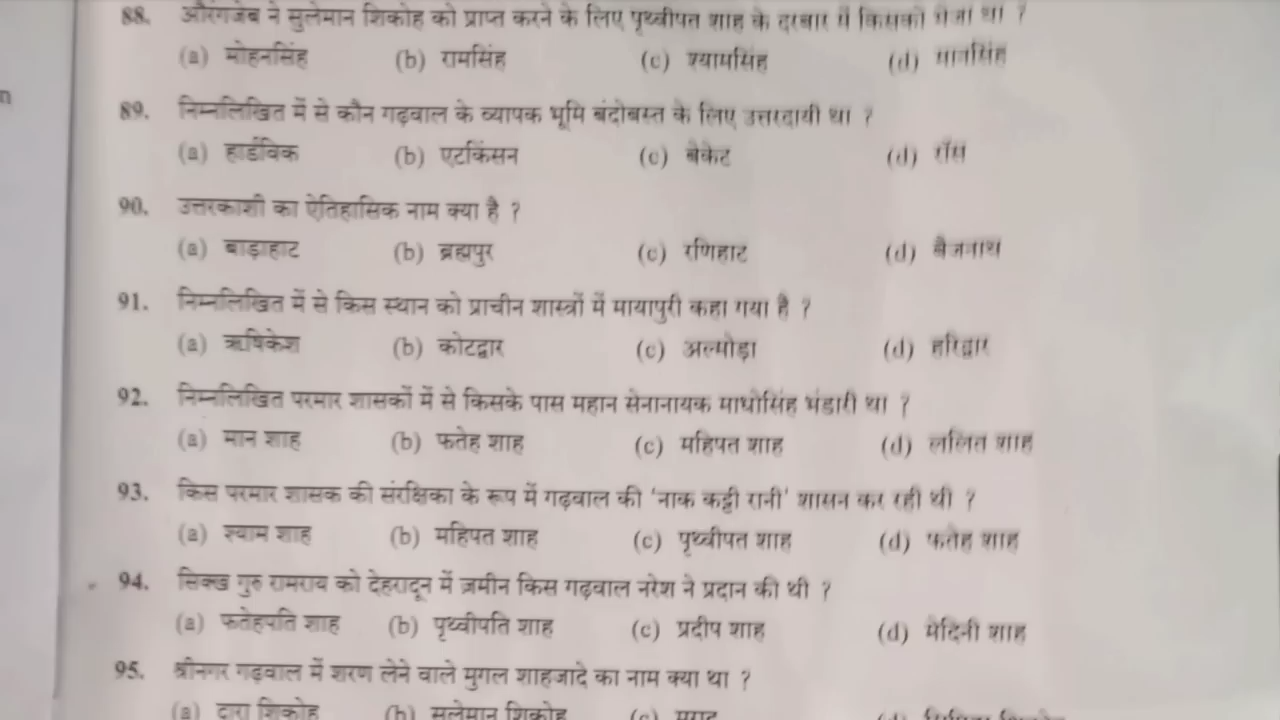 n
88. औरंगजेब ने सुलेमान शिकोह को प्राप्त करने के लिए पृथ्वीपत शाह के दरबार में किसको भेजा था ?
(a) मोहनसिंह (b) रामसिंह (c) श्यामसिंह (d) मानसिंह
89. निम्नलिखित में से कौन गढ़वाल के व्यापक भूमि बंदोबस्त के लिए उत्तरदायी था ?
(a) हार्डविक (b) एटकिंसन (c) बेकेट (d) रॉस
90. उत्तरकाशी का ऐतिहासिक नाम क्या है ?
(a) बाड़ाहाट (b) ब्रह्मपुर (c) रणिहाट (d) बैजनाथ
91. निम्नलिखित में से किस स्थान को प्राचीन शास्त्रों में मायापुरी कहा गया है ?
(a) ऋषिकेश (b) कोटद्वार (c) अल्मोड़ा (d) हरिद्वार
92. निम्नलिखित परमार शासकों में से किसके पास महान सेनानायक माधोसिंह भंडारी था ?
(a) मान शाह (b) फतेह शाह (c) महिपत शाह (d) ललित शाह
93. किस परमार शासक की संरक्षिका के रूप में गढ़वाल की 'नाक कट्टी रानी' शासन कर रही थी ?
(a) श्याम शाह (b) महिपत शाह (c) पृथ्वीपत शाह (d) फतेह शाह
94. सिक्ख गुरु रामराय को देहरादून में ज़मीन किस गढ़वाल नरेश ने प्रदान की थी ?
(a) फतेहपति शाह (b) पृथ्वीपति शाह (c) प्रदीप शाह (d) मेदिनी शाह
95. श्रीनगर गढ़वाल में शरण लेने वाले मुगल शाहजादे का नाम क्या था ?
(a) दारा शिकोह (b) सुलेमान शिकोह (c) मुराद (d)